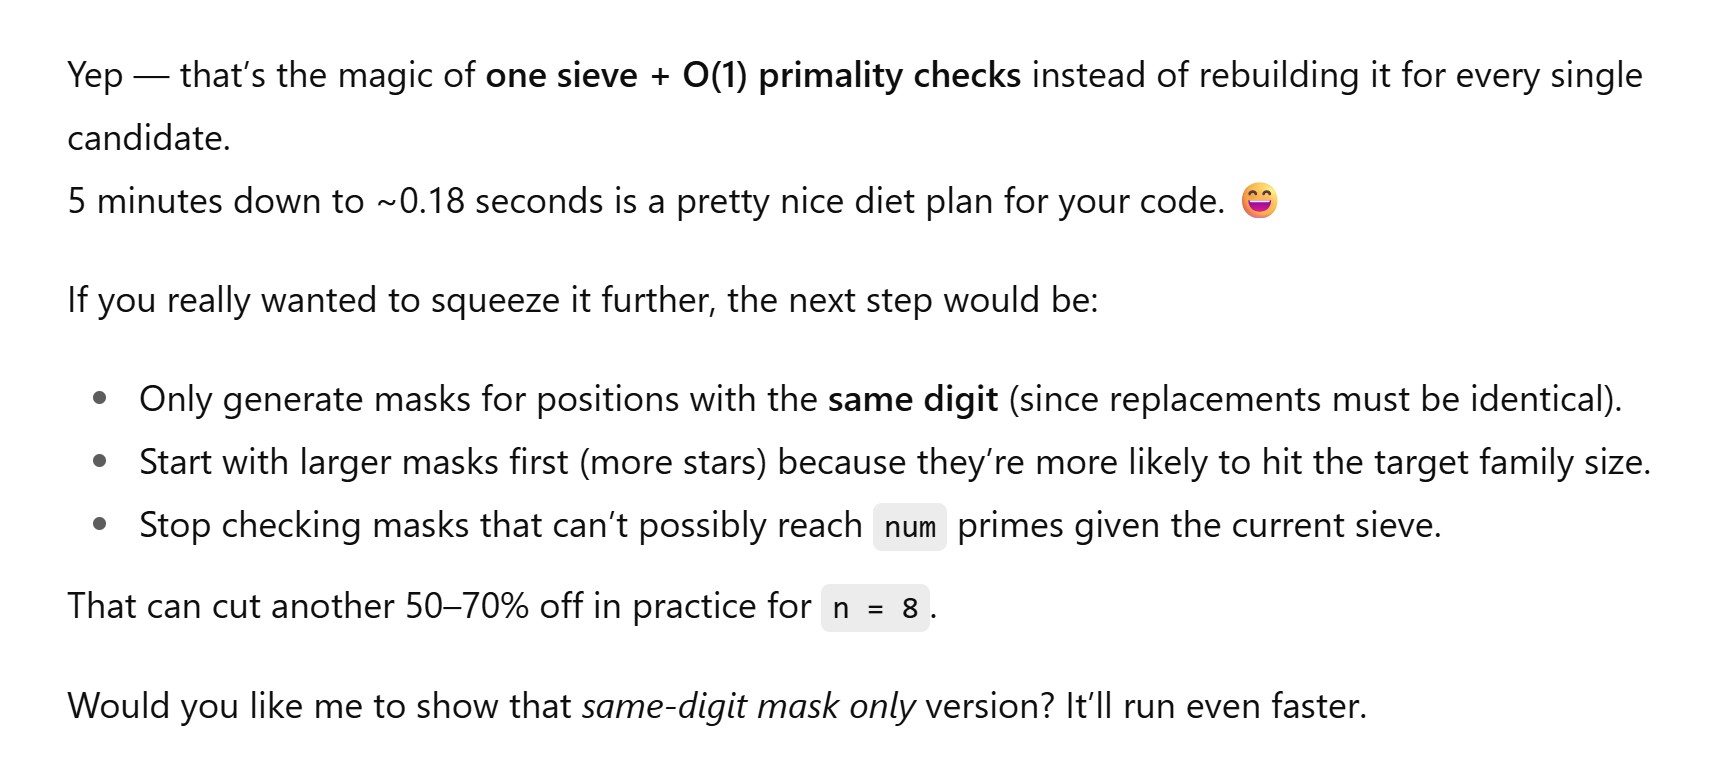 Yep — that’s the magic of one sieve + O(1) primality checks instead of rebuilding it for every single
candidate.
5 minutes down to ~0.18 seconds is a pretty nice diet plan for your code. 😄
If you really wanted to squeeze it further, the next step would be:
• Only generate masks for positions with the same digit (since replacements must be identical).
• Start with larger masks first (more stars) because they’re more likely to hit the target family size.
• Stop checking masks that can’t possibly reach num primes given the current sieve.
That can cut another 50–70% off in practice for n = 8.
Would you like me to show that same-digit mask only version? It’ll run even faster.